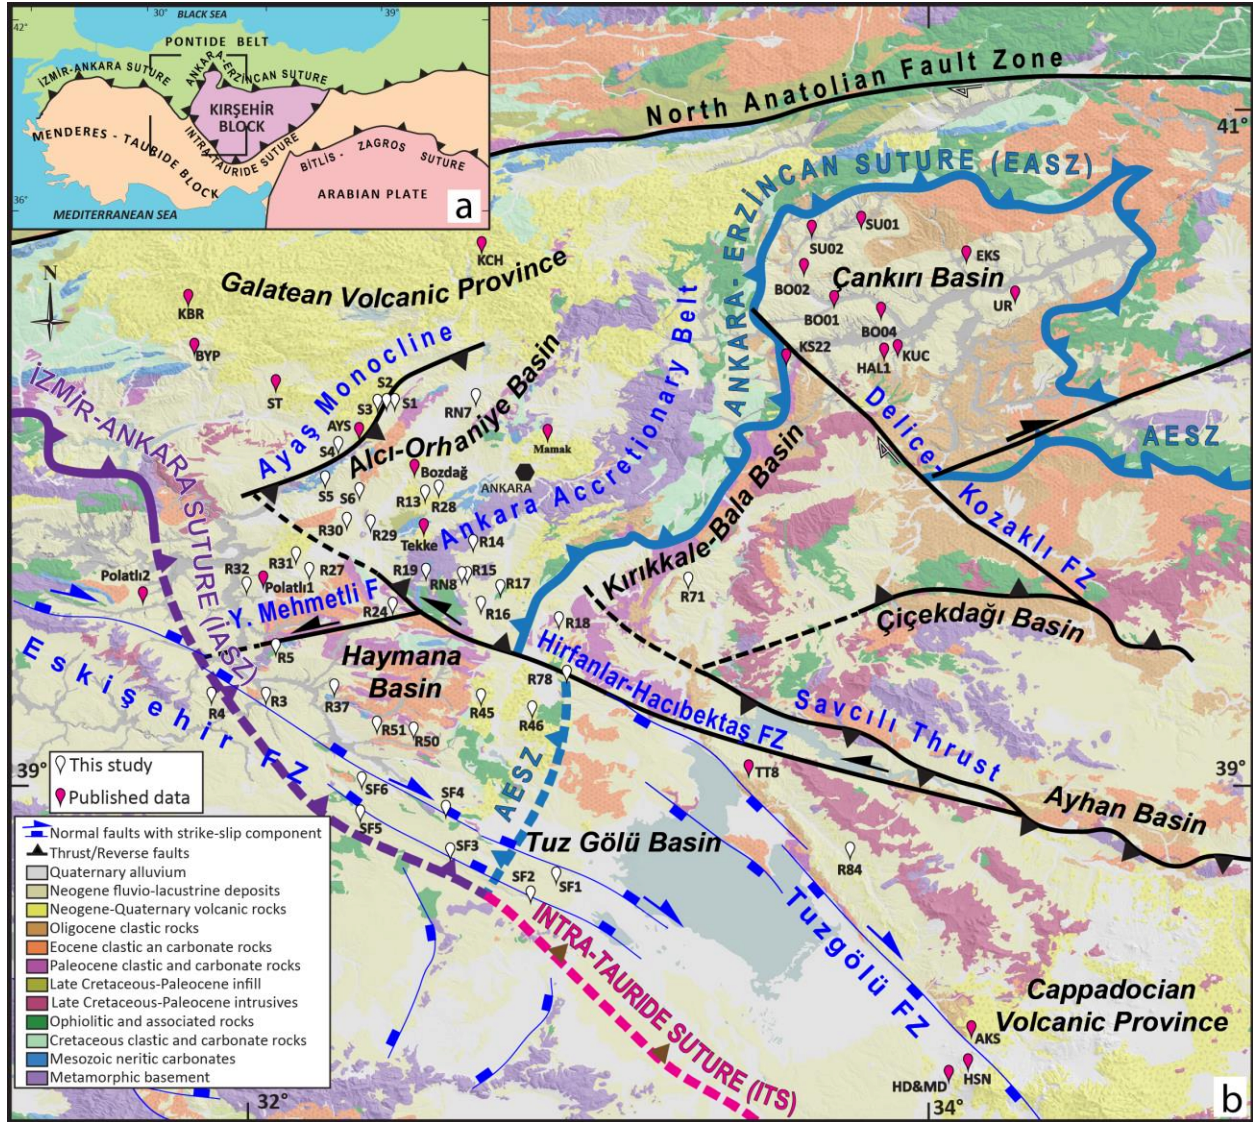 42°
30°
BLACK SEA
39°
PONTIDE BELT
İZMİR-ANKARA SUTURE
ANKARA-ERZİNCAN SUTURE
KIRŞEHİR
BLOCK
MENDERES - TAURIDE BLOCK
INTRA-TAURIDE SUTURE
BİTLİS - ZAGROS SUTURE
ARABIAN PLATE
36°
MEDITERRANEAN SEA
a
North Anatolian Fault Zone
41°
ANKARA- ERZİNCAN SUTURE (EASZ)
SU01
SU02
KCH
EKS
Galatean Volcanic Province
Çankırı Basin
BO02
N
UR
KBR
BO01
BO04
BYP
KS22
KUC
HAL1
Ayaş Monocline
ST
S2
S3
S1
RN7
AYS
S4
Alcı-Orhaniye Basin
Mamak
Delice-Kozaklı FZ
AESZ
İZMİR-ANKARA SUTURE (İASZ)
Bozdağ
ANKARA
S5
S6
R13
R28
Ankara Accretionary Belt
R30
R29
Tekke
R14
Kırıkkale-Bala Basin
R31
R27
R19
RN8
R15
R17
R71
Polatlı2
R32
Polatlı1
Y. Mehmetli F.
R24
R16
R18
Çiçekdağı Basin
R5
Haymana
Basin
R78
Hirfanlar-Hacıbektaş FZ
Eskişehir FZ
R4
R3
R37
R45
R46
Savcılı Thrust
R51
R50
This study
Published data
39°
TT8
39°
SF6
SF4
AESZ
Ayhan Basin
SF5
SF3
Tuz Gölü Basin
R84
SF2
SF1
Normal faults with strike-slip component
Thrust/Reverse faults
Quaternary alluvium
Neogene fluvio-lacustrine deposits
Neogene-Quaternary volcanic rocks
Oligocene clastic rocks
Eocene clastic an carbonate rocks
Paleocene clastic and carbonate rocks
Late Cretaceous-Paleocene infill
Late Cretaceous-Paleocene intrusives
Ophiolitic and associated rocks
Cretaceous clastic and carbonate rocks
Mesozoic neritic carbonates
Metamorphic basement
INTRA-TAURIDE SUTURE (ITS)
Tuzgölü FZ
Cappadocian
Volcanic Province
AKS
HSN
HD&MD
32°
34°
b